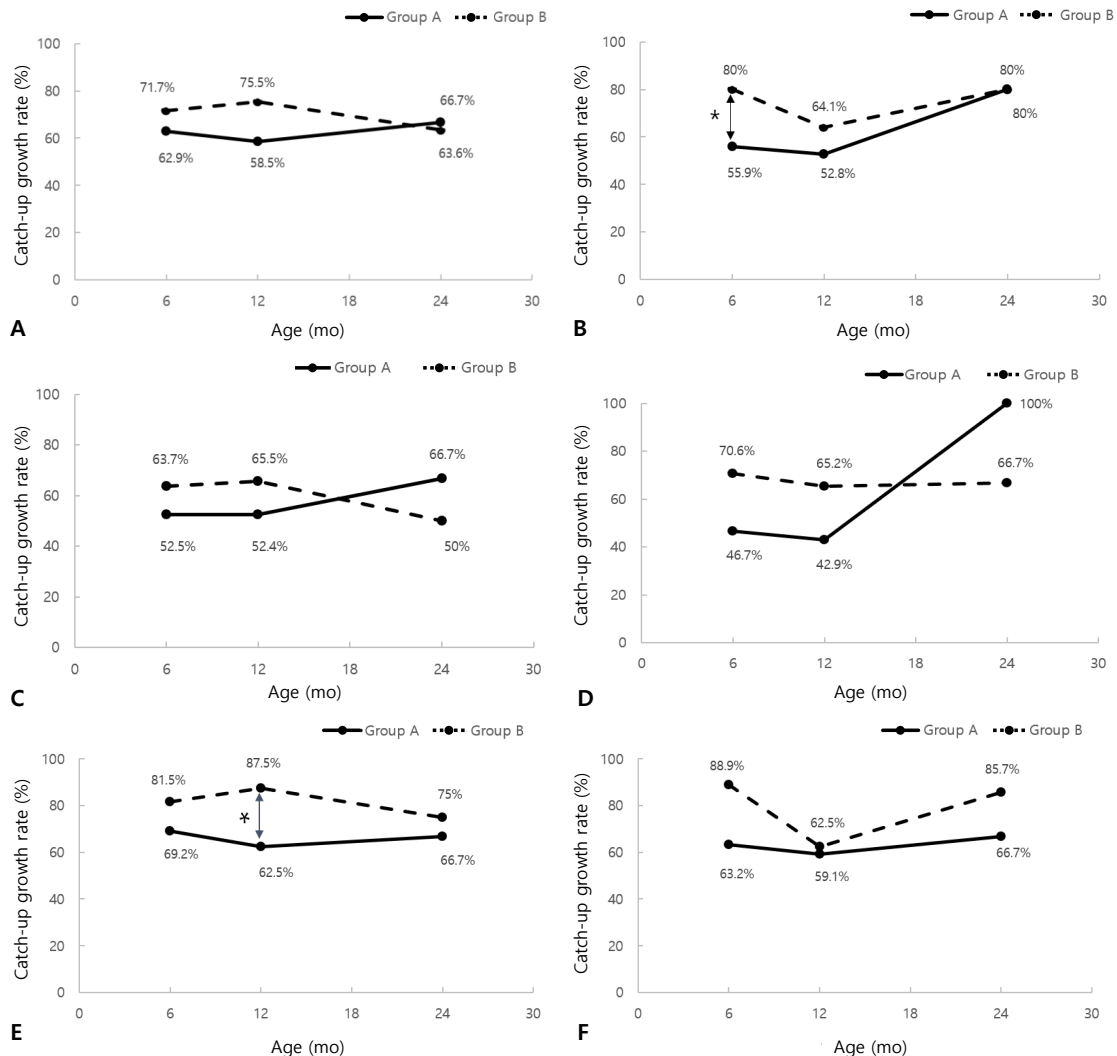 Group A Group B
Catch-up growth rate (%)
100
80
60
40
20
0
71.7%
75.5%
66.7%
62.9%
58.5%
63.6%
0 6 12 18 24 30
Age (mo)
A
Group A Group B
Catch-up growth rate (%)
100
80
60
40
20
0
80%
64.1%
80%
*
55.9%
52.8%
80%
0 6 12 18 24 30
Age (mo)
B
Group A Group B
Catch-up growth rate (%)
100
80
60
40
20
0
63.7%
65.5%
66.7%
52.5%
52.4%
50%
0 6 12 18 24 30
Age (mo)
C
Group A Group B
Catch-up growth rate (%)
100
80
60
40
20
0
100%
70.6%
65.2%
66.7%
46.7%
42.9%
0 6 12 18 24 30
Age (mo)
D
Group A Group B
Catch-up growth rate (%)
100
80
60
40
20
0
81.5%
87.5%
75%
*
69.2%
62.5%
66.7%
0 6 12 18 24 30
Age (mo)
E
Group A Group B
Catch-up growth rate (%)
100
80
60
40
20
0
88.9%
62.5%
85.7%
63.2%
59.1%
66.7%
0 6 12 18 24 30
Age (mo)
F